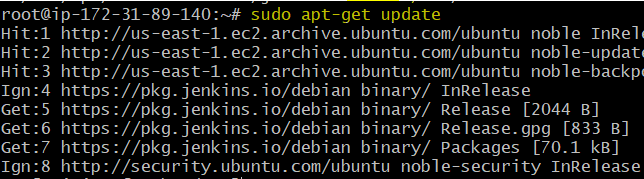 root@ip-172-31-89-140:~# sudo apt-get update
Hit:1 http://us-east-1.ec2.archive.ubuntu.com/ubuntu noble InRele
Hit:2 http://us-east-1.ec2.archive.ubuntu.com/ubuntu noble-update
Hit:3 http://us-east-1.ec2.archive.ubuntu.com/ubuntu noble-backpo
Ign:4 https://pkg.jenkins.io/debian binary/ InRelease
Get:5 https://pkg.jenkins.io/debian binary/ Release [2044 B]
Get:6 https://pkg.jenkins.io/debian binary/ Release.gpg [833 B]
Get:7 https://pkg.jenkins.io/debian binary/ Packages [70.1 kB]
Ign:8 http://security.ubuntu.com/ubuntu noble-security InRelease